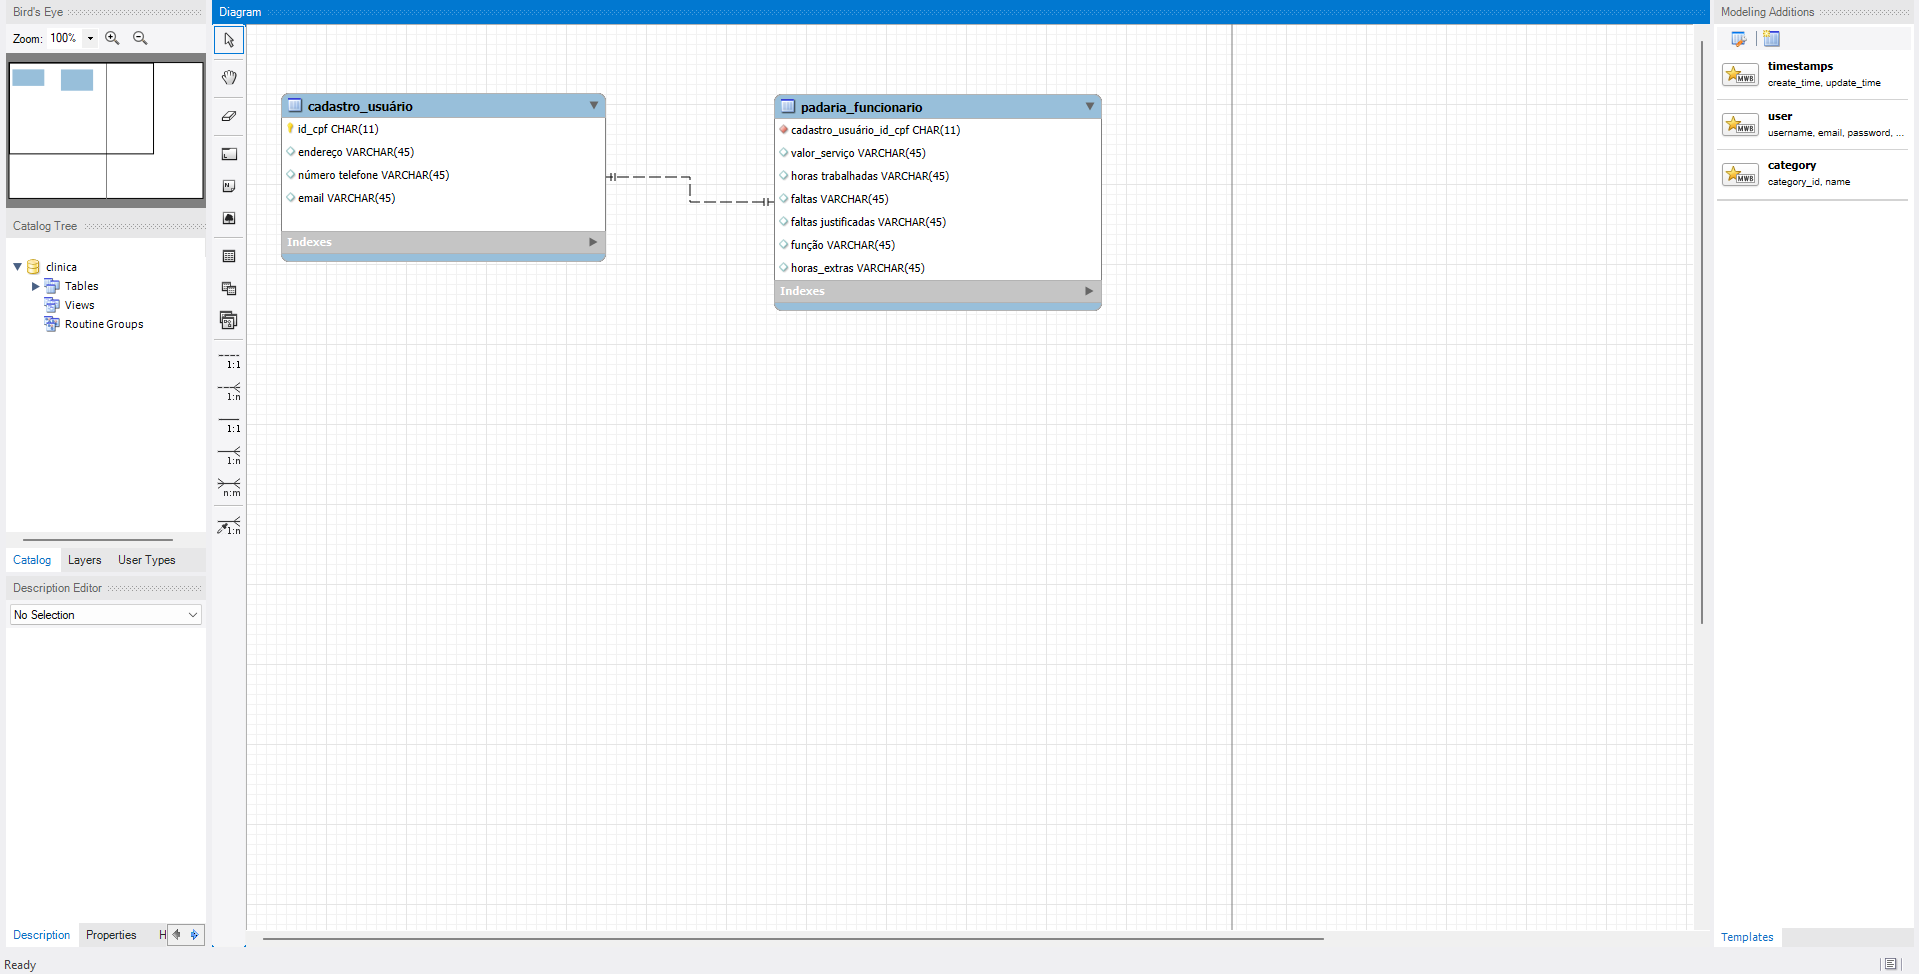 Bird's Eye
Zoom: 100%
Catalog Tree
clinica
Tables
Views
Routine Groups
Catalog Layers User Types
Description Editor
No Selection
Description Properties H
Ready
Diagram
1:1
1:n
1:1
1:n
n:m
1:n
cadastro_usuário
id_cpf CHAR(11)
endereço VARCHAR(45)
número telefone VARCHAR(45)
email VARCHAR(45)
Indexes
padaria_funcionario
cadastro_usuário_id_cpf CHAR(11)
valor_serviço VARCHAR(45)
horas trabalhadas VARCHAR(45)
faltas VARCHAR(45)
faltas justificadas VARCHAR(45)
função VARCHAR(45)
horas_extras VARCHAR(45)
Indexes
Modeling Additions
MWB
timestamps
create_time, update_time
MWB
user
username, email, password, ...
MWB
category
category_id, name
Templates